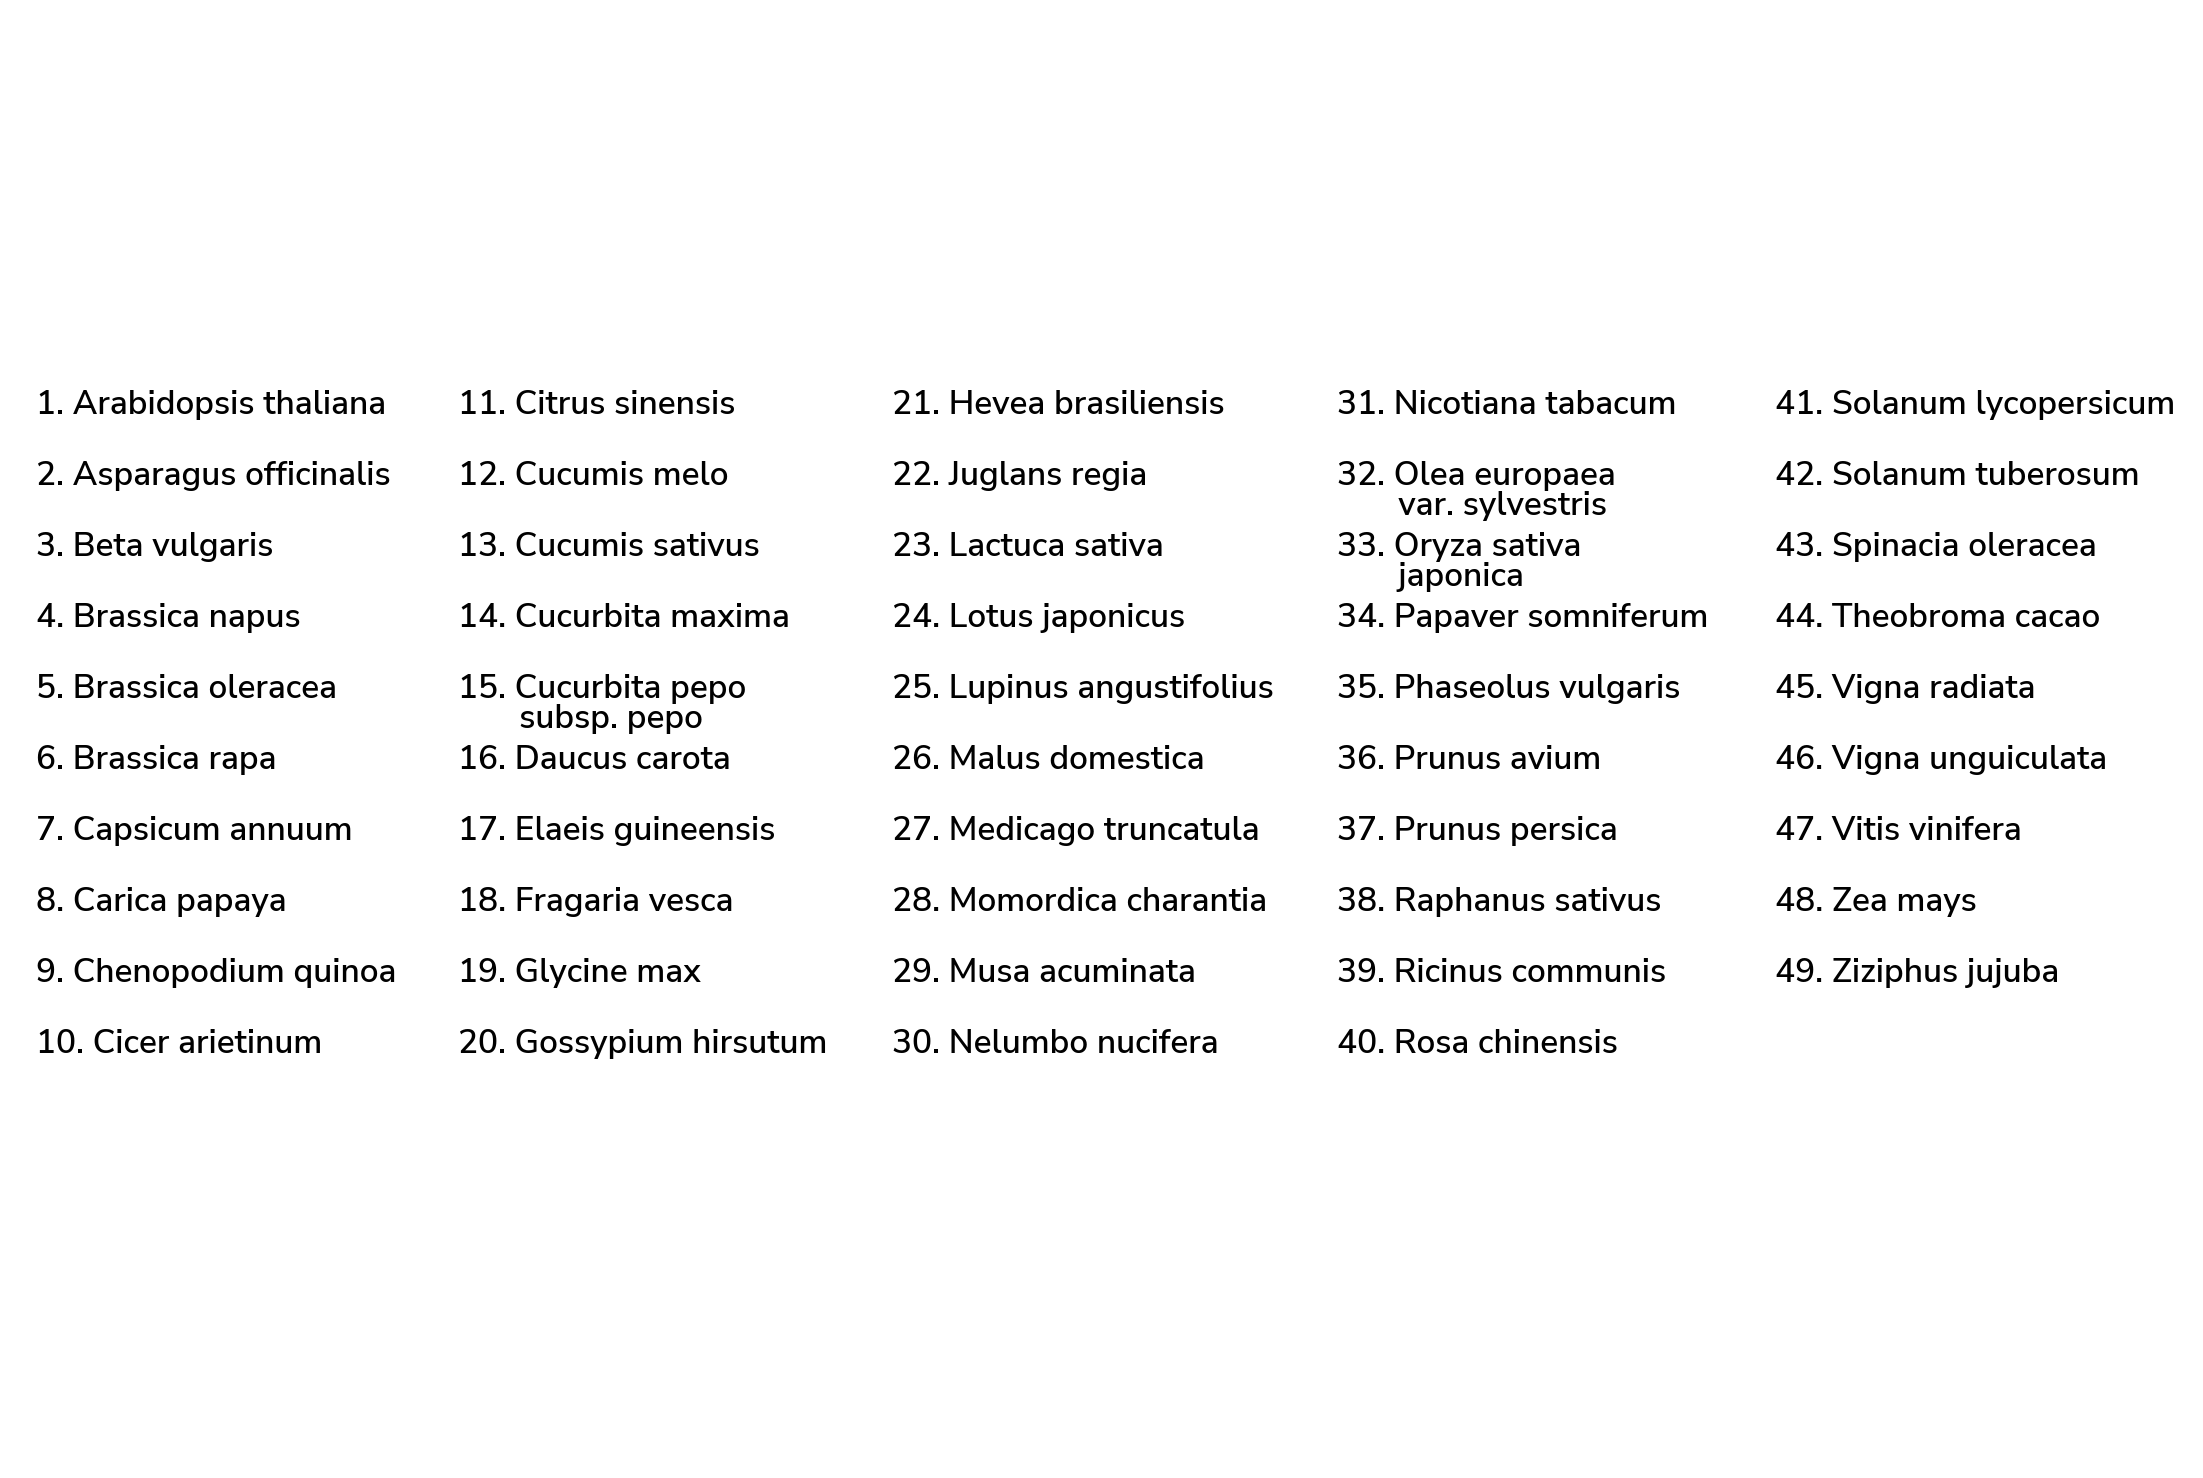 1. Arabidopsis thaliana
2. Asparagus officinalis
3. Beta vulgaris
4. Brassica napus
5. Brassica oleracea
6. Brassica rapa
7. Capsicum annuum
8. Carica papaya
9. Chenopodium quinoa
10. Cicer arietinum
11. Citrus sinensis
12. Cucumis melo
13. Cucumis sativus
14. Cucurbita maxima
15. Cucurbita pepo
subsp. pepo
16. Daucus carota
17. Elaeis guineensis
18. Fragaria vesca
19. Glycine max
20. Gossypium hirsutum
21. Hevea brasiliensis
22. Juglans regia
23. Lactuca sativa
24. Lotus japonicus
25. Lupinus angustifolius
26. Malus domestica
27. Medicago truncatula
28. Momordica charantia
29. Musa acuminata
30. Nelumbo nucifera
31. Nicotiana tabacum
32. Olea europaea
var. sylvestris
33. Oryza sativa
japonica
34. Papaver somniferum
35. Phaseolus vulgaris
36. Prunus avium
37. Prunus persica
38. Raphanus sativus
39. Ricinus communis
40. Rosa chinensis
41. Solanum lycopersicum
42. Solanum tuberosum
43. Spinacia oleracea
44. Theobroma cacao
45. Vigna radiata
46. Vigna unguiculata
47. Vitis vinifera
48. Zea mays
49. Ziziphus jujuba